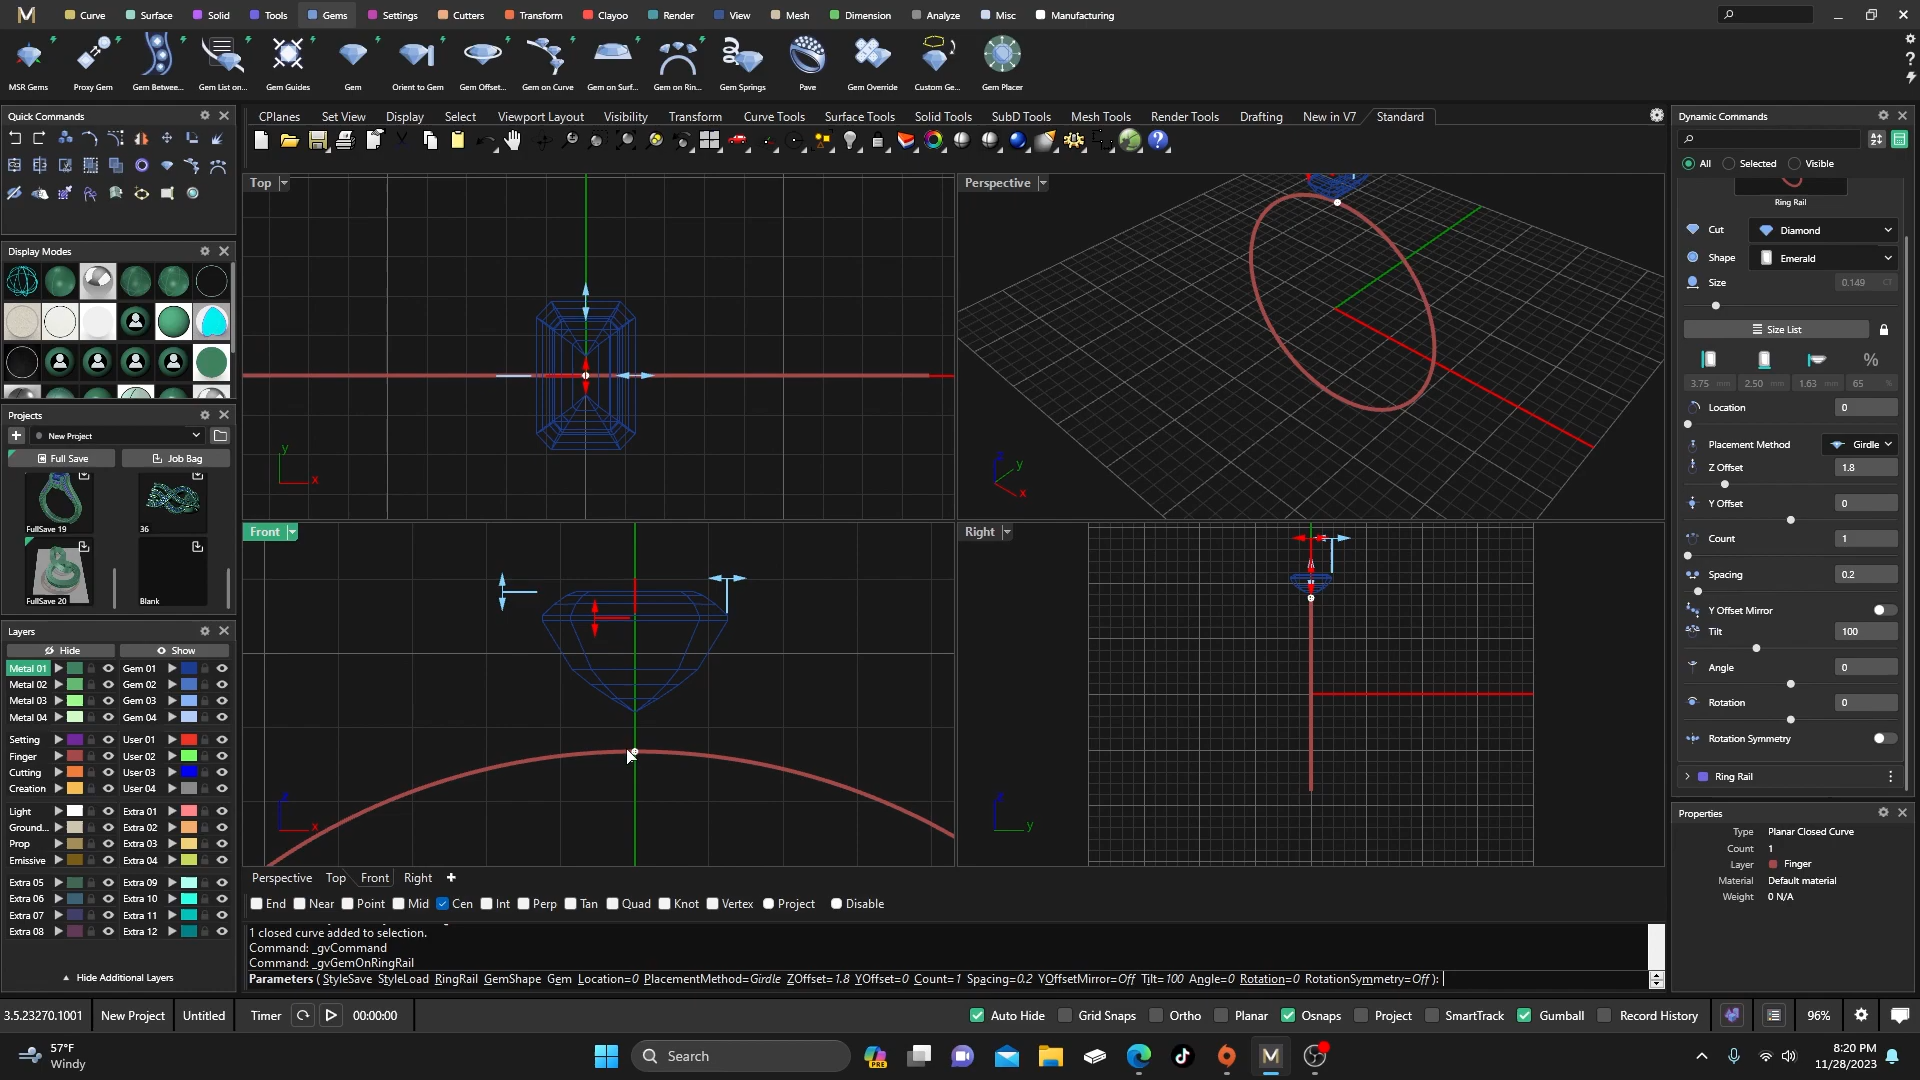 Curve Surface Solid Tools Gems Settings Cutters Transform Clayoo Render View Mesh Dimension Analyze Misc Manufacturing
MSR Gems Proxy Gem Gem Betwee... Gem List on... Gem Guides Gem Orient to Gem Gem Offset... Gem on Curve Gem on Surf... Gem on Rin... Gem Springs Pave Gem Override Custom Ge... Gem Placer
Quick Commands
CPlanes Set View Display Select Viewport Layout Visibility Transform Curve Tools Surface Tools Solid Tools SubD Tools Mesh Tools Render Tools Drafting New in V7 Standard
Display Modes
Projects
New Project
Full Save Job Bag
FullSave 19 36
FullSave 20 Blank
Layers
Hide Show
Metal 01 Gem 01
Metal 02 Gem 02
Metal 03 Gem 03
Metal 04 Gem 04
Setting User 01
Finger User 02
Cutting User 03
Creation User 04
Light Extra 01
Ground... Extra 02
Prop Extra 03
Emissive Extra 04
Extra 05 Extra 09
Extra 06 Extra 10
Extra 07 Extra 11
Extra 08 Extra 12
Hide Additional Layers
Top
y
x
Perspective
z
y
x
Front
z
x
Right
z
y
Perspective Top Front Right
End Near Point Mid Cen Int Perp Tan Quad Knot Vertex Project Disable
1 closed curve added to selection.
Command: _gvCommand
Command: _gvGemOnRingRail
Parameters ( StyleSave StyleLoad RingRail GemShape Gem Location=0 PlacementMethod=Girdle ZOffset=1.8 YOffset=0 Count=1 Spacing=0.2 YOffsetMirror=Off Tilt=100 Angle=0 Rotation=0 RotationSymmetry=Off ):
Dynamic Commands
All Selected Visible
Ring Rail
Cut Diamond
Shape Emerald
Size 0.149 Ct
Size List
%
3.75 mm 2.50 mm 1.63 mm 65 %
Location 0
Placement Method Girdle
Z Offset 1.8
Y Offset 0
Count 1
Spacing 0.2
Y Offset Mirror
Tilt 100
Angle 0
Rotation 0
Rotation Symmetry
Ring Rail
Properties
Type Planar Closed Curve
Count 1
Layer Finger
Material Default material
Weight 0 N/A
3.5.23270.1001 New Project Untitled Timer 00:00:00 Auto Hide Grid Snaps Ortho Planar Osnaps Project SmartTrack Gumball Record History 96%
57°F
Windy
Search
PRE
8:20 PM
11/28/2023